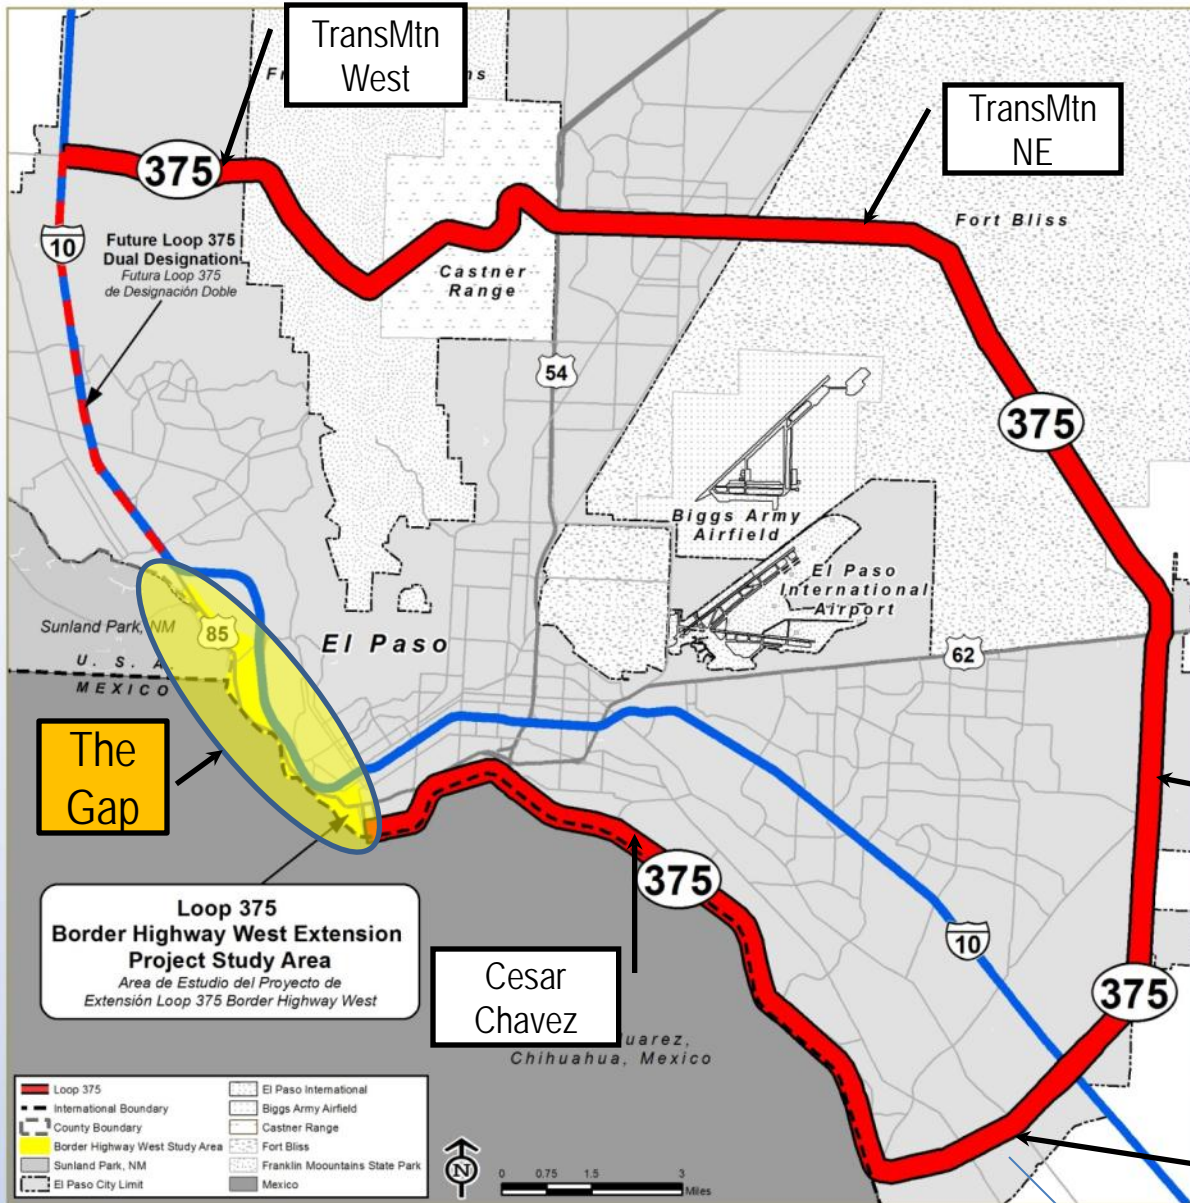 TransMtn
West
TransMtn
NE
375
Fort Bliss
10
Future Loop 375
Dual Designation
Futura Loop 375
de Designación Doble
Castner
Range
54
375
Biggs Army
Airfield
El Paso
International
Airport
Sunland Park, NM
85
El Paso
62
U. S. A.
MEXICO
The
Gap
375
10
Loop 375
Border Highway West Extension
Project Study Area
Area de Estudio del Proyecto de
Extensión Loop 375 Border Highway West
Cesar
Chavez
375
uarez,
Chihuahua, Mexico
Loop 375
International Boundary
County Boundary
Border Highway West Study Area
Sunland Park, NM
El Paso City Limit
El Paso International
Biggs Army Airfield
Castner Range
Fort Bliss
Franklin Moountains State Park
Mexico
N
0 0.75 1.5 3
Miles